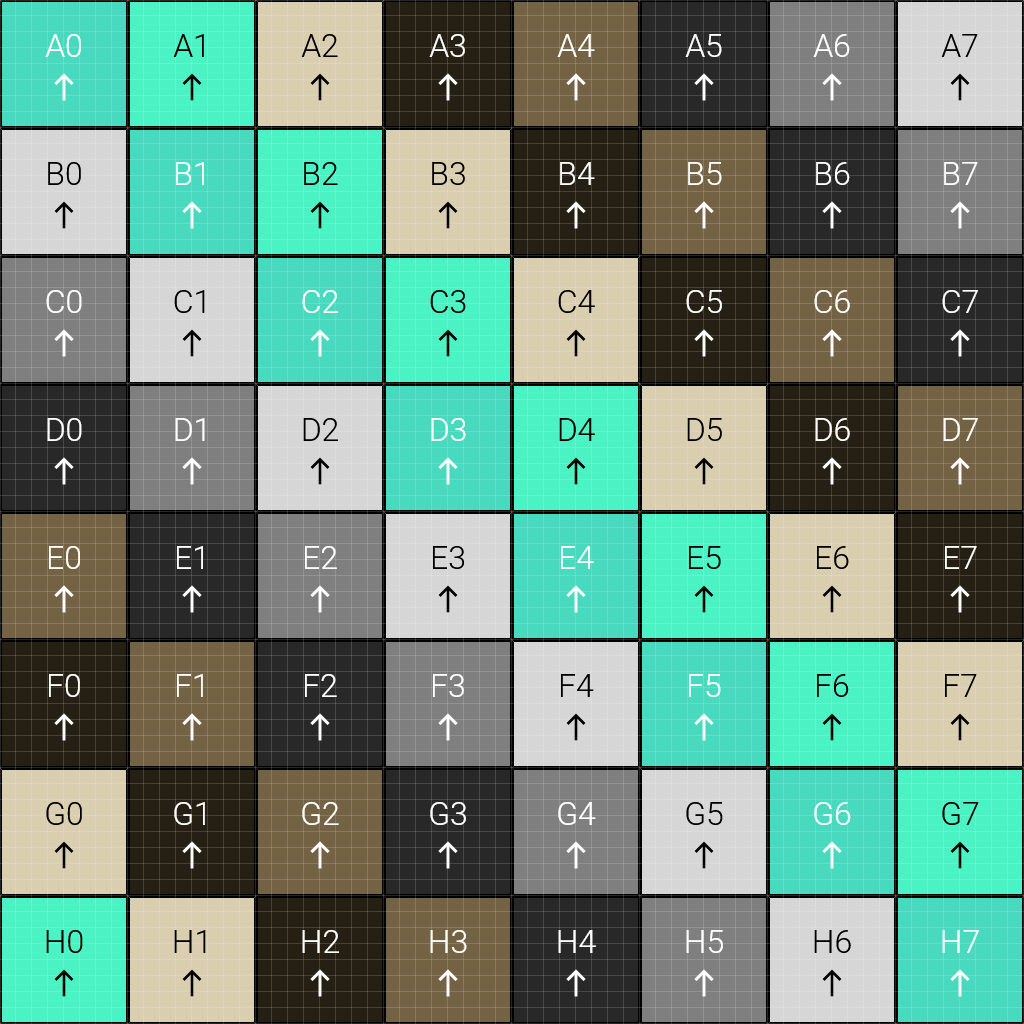 A0 A1 A2 A3 A4 A5 A6 A7
↑ ↑ ↑ ↑ ↑ ↑ ↑ ↑
B0 B1 B2 B3 B4 B5 B6 B7
↑ ↑ ↑ ↑ ↑ ↑ ↑ ↑
C0 C1 C2 C3 C4 C5 C6 C7
↑ ↑ ↑ ↑ ↑ ↑ ↑ ↑
D0 D1 D2 D3 D4 D5 D6 D7
↑ ↑ ↑ ↑ ↑ ↑ ↑ ↑
E0 E1 E2 E3 E4 E5 E6 E7
↑ ↑ ↑ ↑ ↑ ↑ ↑ ↑
F0 F1 F2 F3 F4 F5 F6 F7
↑ ↑ ↑ ↑ ↑ ↑ ↑ ↑
G0 G1 G2 G3 G4 G5 G6 G7
↑ ↑ ↑ ↑ ↑ ↑ ↑ ↑
H0 H1 H2 H3 H4 H5 H6 H7
↑ ↑ ↑ ↑ ↑ ↑ ↑ ↑